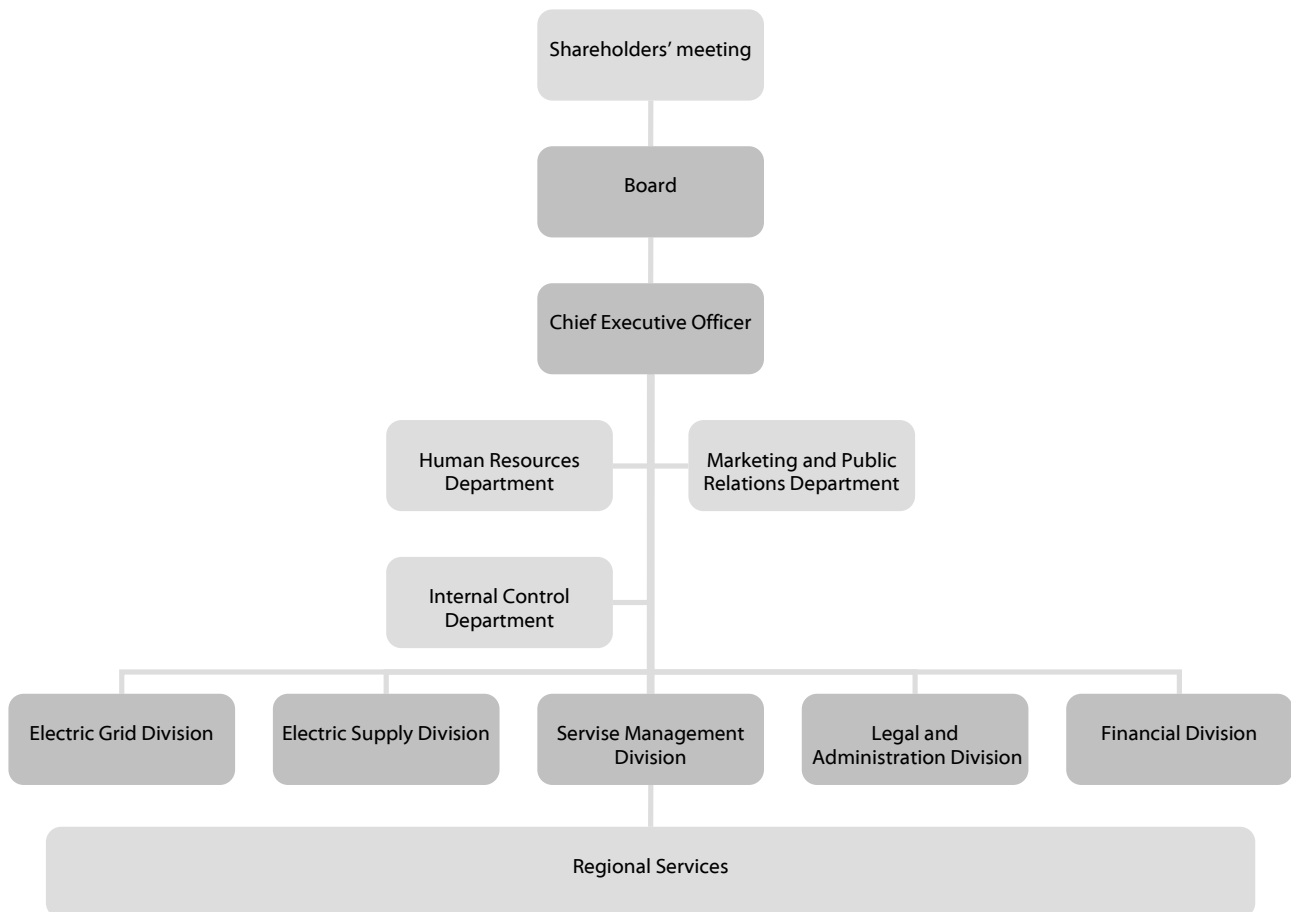 Shareholders’ meeting
Board
Chief Executive Officer
Human Resources
Department
Marketing and Public
Relations Department
Internal Control
Department
Electric Grid Division
Electric Supply Division
Servise Management
Division
Legal and
Administration Division
Financial Division
Regional Services